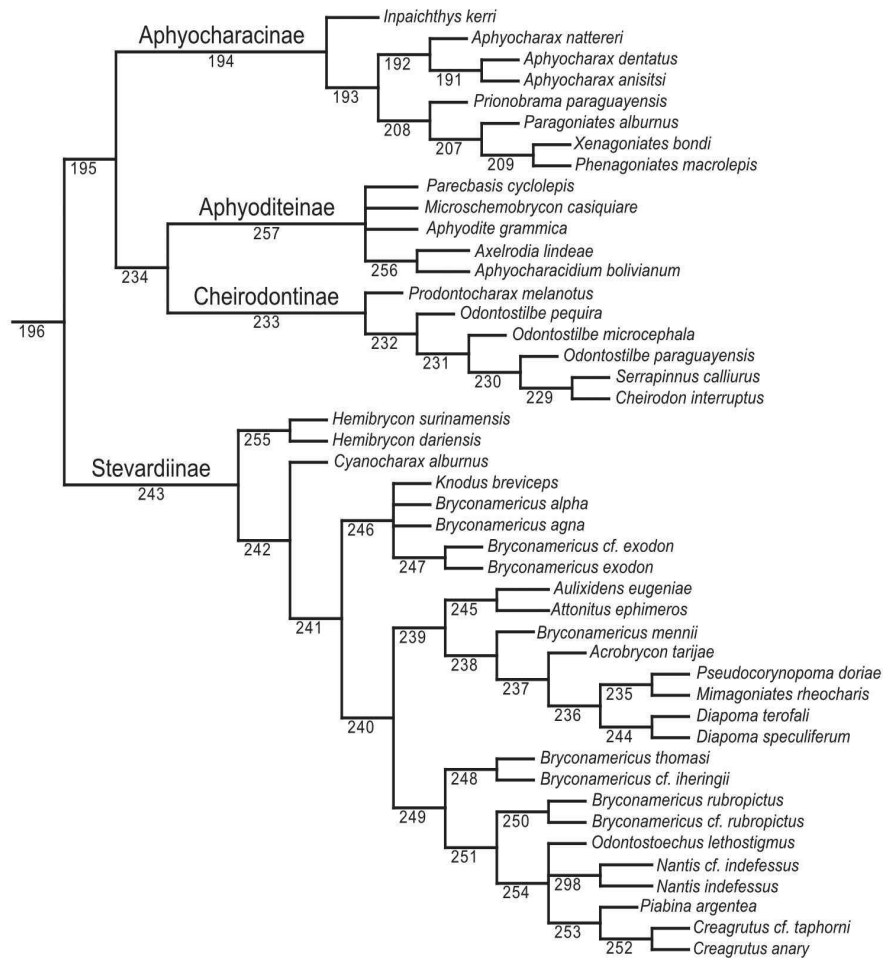 Inpaichthys kerri
Aphyocharacinae
194
Aphyocharax nattereri
192
Aphyocharax dentatus
191
Aphyocharax anisitsi
193
Prionobrama paraguayensis
208
Paragoniates alburnus
207
Xenagoniates bondi
209
Phenagoniates macrolepis
195
Parecbasis cyclolepis
Aphyoditeinae
Microschemobrycon casiquiare
257
Aphyodite grammica
Axelrodia lindeae
256
Aphyocharacidium bolivianum
234
Cheirodontinae
Prodontocharax melanotus
233
Odontostilbe pequira
232
Odontostilbe microcephala
196
231
Odontostilbe paraguayensis
230
Serrapinnus calliurus
229
Cheirodon interruptus
Hemibrycon surinamensis
255
Hemibrycon dariensis
Stevardiinae
Cyanocharax alburnus
243
Knodus breviceps
Bryconamericus alpha
246
Bryconamericus agna
242
Bryconamericus cf. exodon
247
Bryconamericus exodon
Aulixidens eugeniae
245
Attonitus ephimeros
241
239
Bryconamericus mennii
238
Acrobrycon tarijae
237
Pseudocorynopoma doriae
235
Mimagoniates rheocharis
236
Diapoma terofali
240
244
Diapoma speculiferum
Bryconamericus thomasi
248
Bryconamericus cf. iheringii
249
Bryconamericus rubropictus
250
Bryconamericus cf. rubropictus
251
Odontostoechus lethostigmus
Nantis cf. indefessus
254
298
Nantis indefessus
Piabina argentea
253
Creagrutus cf. taphorni
252
Creagrutus anary